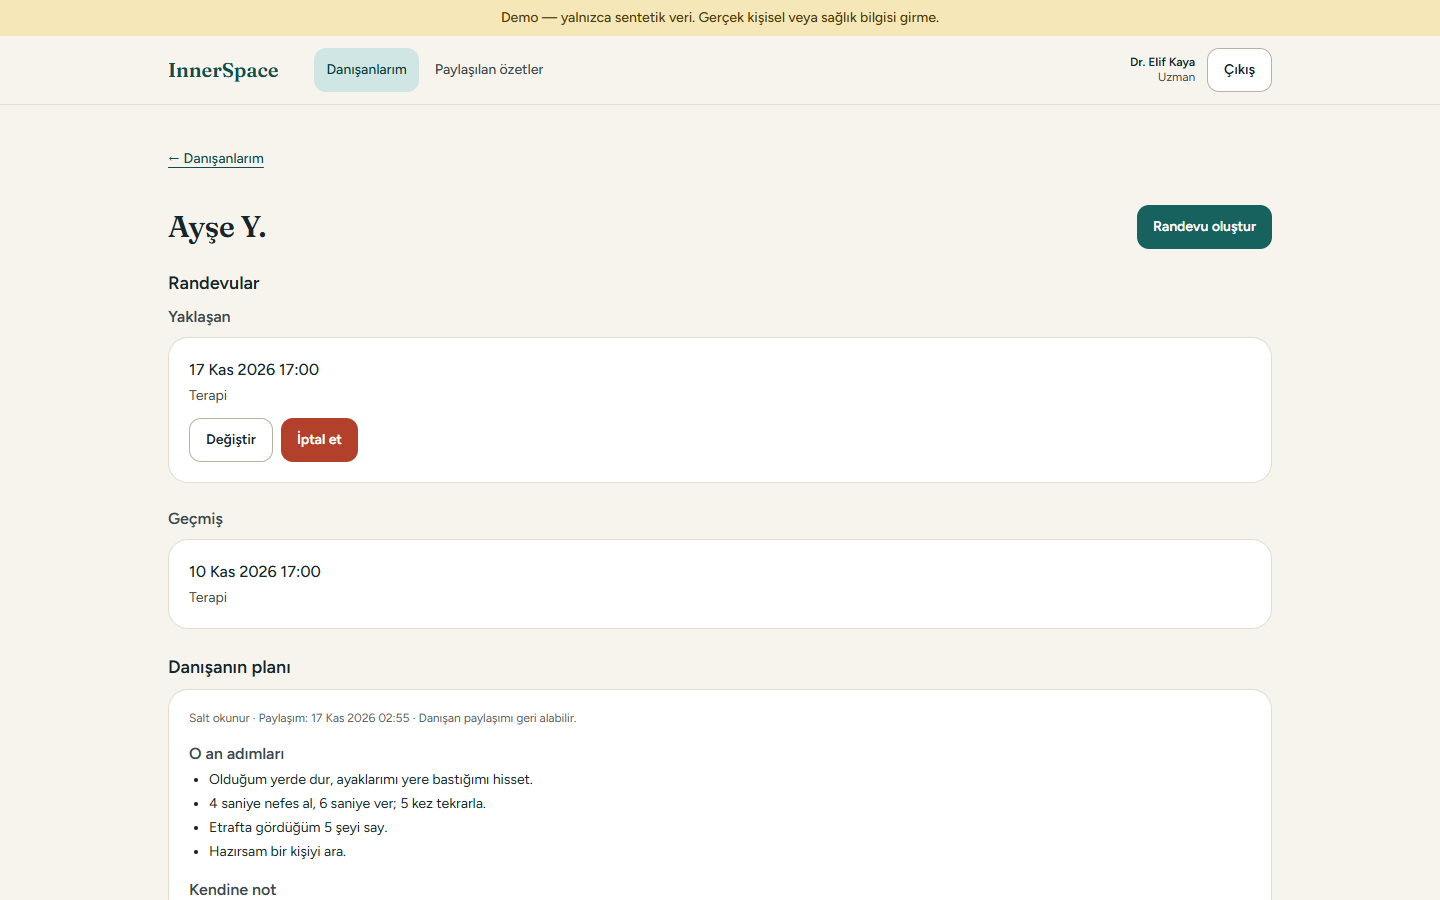 Demo — yalnızca sentetik veri. Gerçek kişisel veya sağlık bilgisi girme.
InnerSpace
Danışanlarım
Paylaşılan özetler
Dr. Elif Kaya
Uzman
Çıkış
← Danışanlarım
Ayşe Y.
Randevu oluştur
Randevular
Yaklaşan
17 Kas 2026 17:00
Terapi
Değiştir
İptal et
Geçmiş
10 Kas 2026 17:00
Terapi
Danışanın planı
Salt okunur · Paylaşım: 17 Kas 2026 02:55 · Danışan paylaşımı geri alabilir.
O an adımları
• Olduğum yerde dur, ayaklarımı yere bastığımı hisset.
• 4 saniye nefes al, 6 saniye ver; 5 kez tekrarla.
• Etrafta gördüğüm 5 şeyi say.
• Hazırsam bir kişiyi ara.
Kendine not